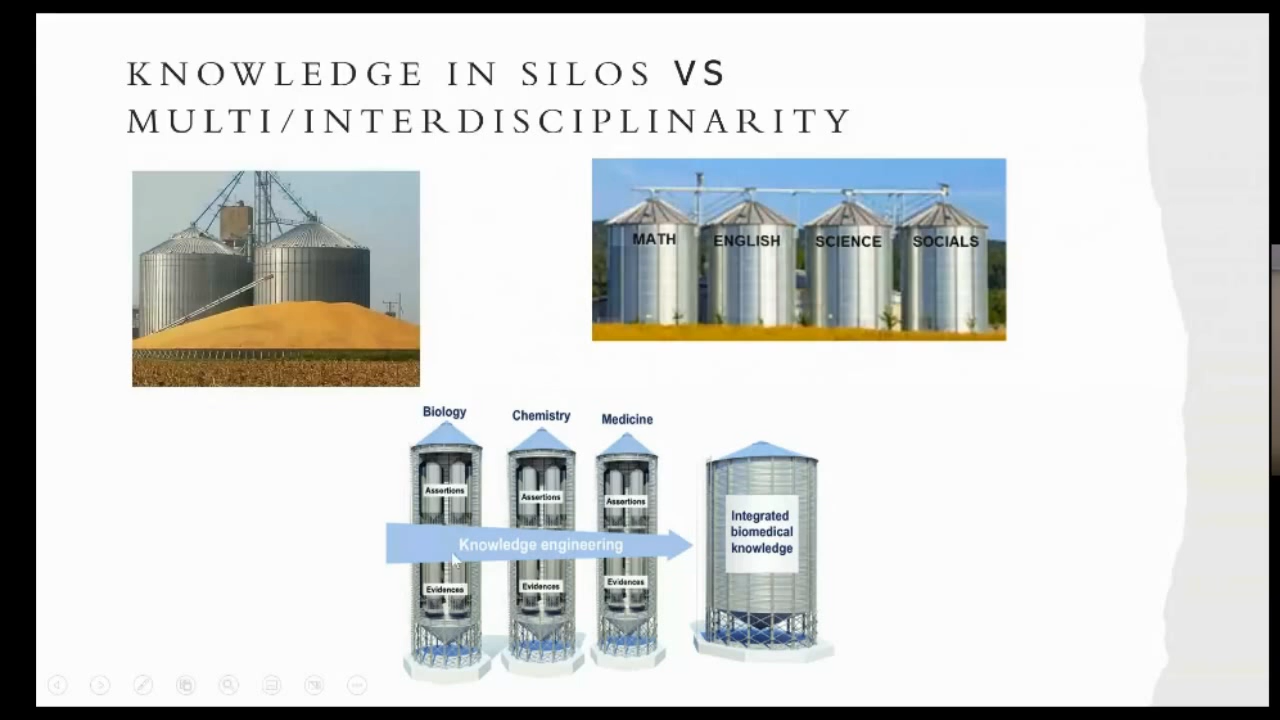 KNOWLEDGE IN SILOS VS
MULTI/INTERDISCIPLINARITY
MATH
ENGLISH
SCIENCE
SOCIALS
Biology
Chemistry
Medicine
Assertions
Assertions
Assertions
Knowledge engineering
Evidences
Evidences
Evidences
Integrated
biomedical
knowledge